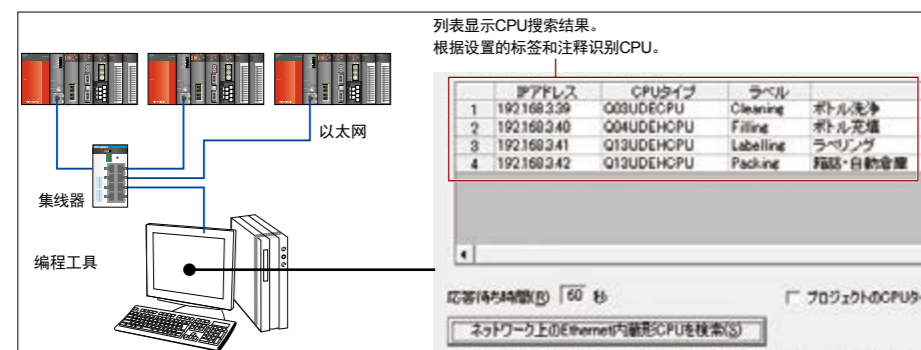 列表显示CPU搜索结果。
根据设置的标签和注释识别CPU。
以太网
集线器
编程工具
IPアドレス CPUタイプ ラベル
1 192.168.3.39 Q03UDECPU Cleaning ボトル洗浄
2 192.168.3.40 Q04UDEHCPU Filling ボトル充填
3 192.168.3.41 Q13UDEHCPU Labelling ラベリング
4 192.168.3.42 Q13UDEHCPU Packing 箱詰・自動倉庫
応答待ち時間(R) 60 秒
プロジェクトのCPUタ
ネットワーク上のEthernet内蔵形CPUを検索(S)